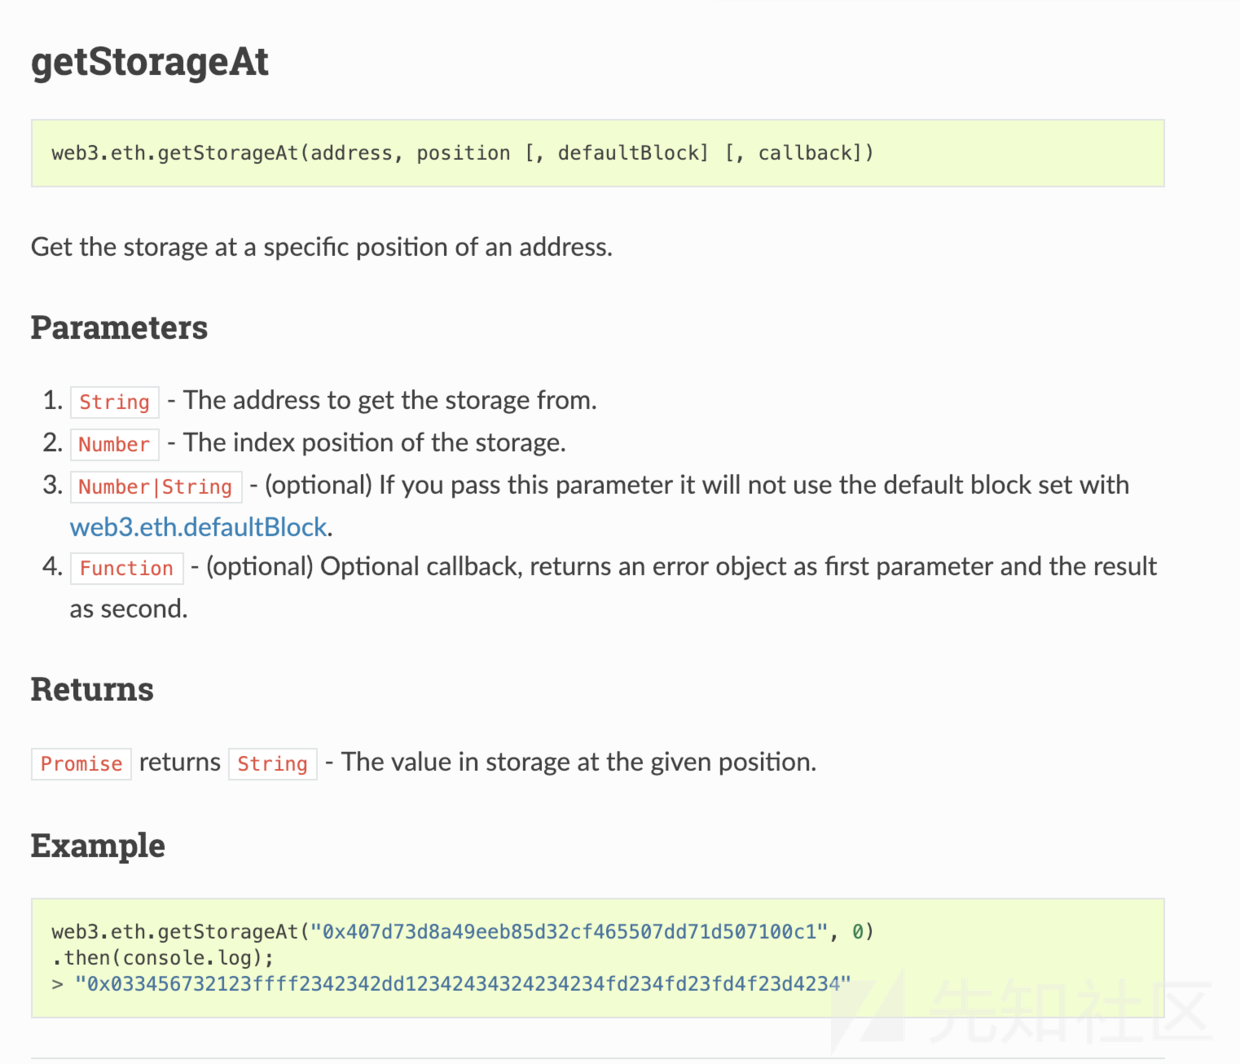 getStorageAt
web3.eth.getStorageAt(address, position [, defaultBlock] [, callback])
Get the storage at a specific position of an address.
Parameters
1. String - The address to get the storage from.
2. Number - The index position of the storage.
3. Number|String - (optional) If you pass this parameter it will not use the default block set with
web3.eth.defaultBlock.
4. Function - (optional) Optional callback, returns an error object as first parameter and the result
as second.
Returns
Promise returns String - The value in storage at the given position.
Example
web3.eth.getStorageAt("0x407d73d8a49eeb85d32cf465507dd71d507100c1", 0)
.then(console.log);
> "0x033456732123ffff2342342dd12342434324234234fd234fd23fd4f23d4234"
先知社区